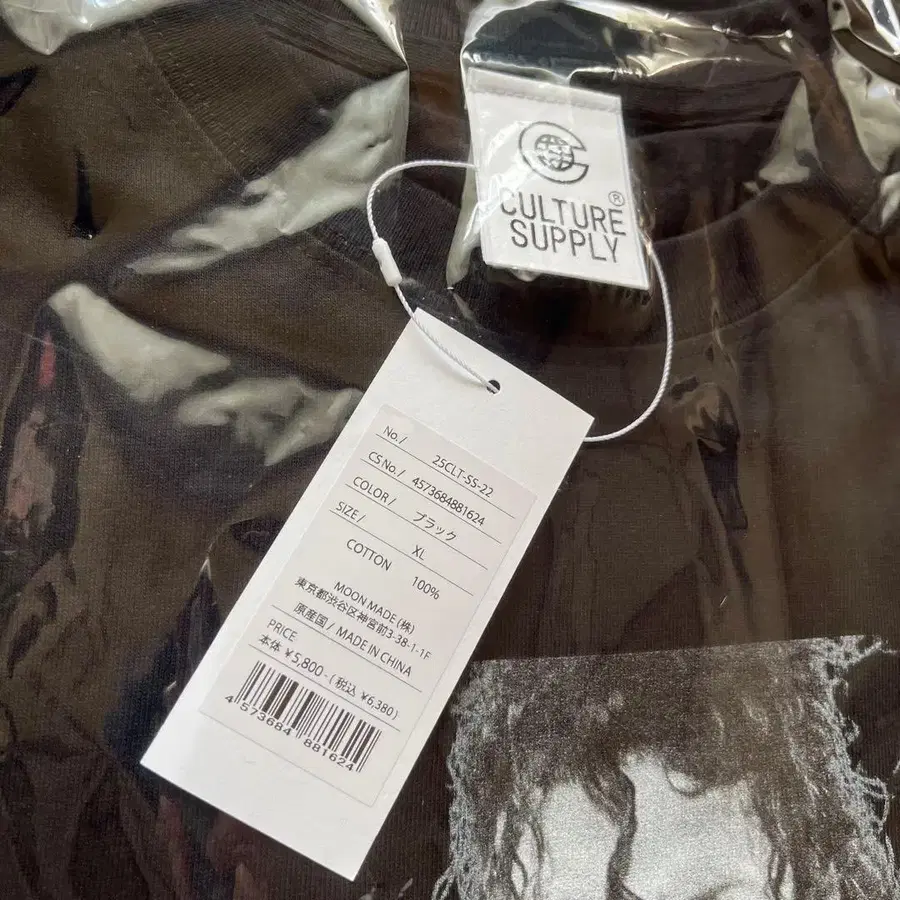 CULTURE
SUPPLY®
No./ 25CLT-SS-22
CS No./ 4573684881624
COLOR/ ブラック
SIZE/ XL
COTTON 100%
MOON MADE (株)
東京都渋谷区神宮前3-38-1-1F
原産国/ MADE IN CHINA
PRICE
本体 ¥5,800-(税込 ¥6,380)
4 573684 881624